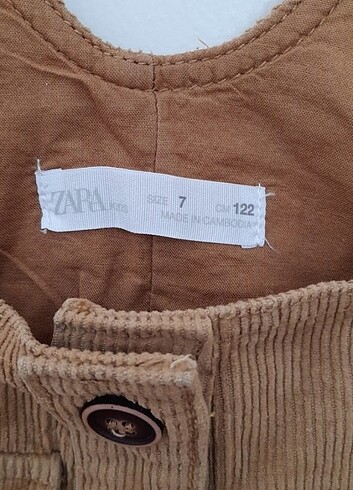 ZARA KIDS SIZE 7 CM 122
MADE IN CAMBODIA